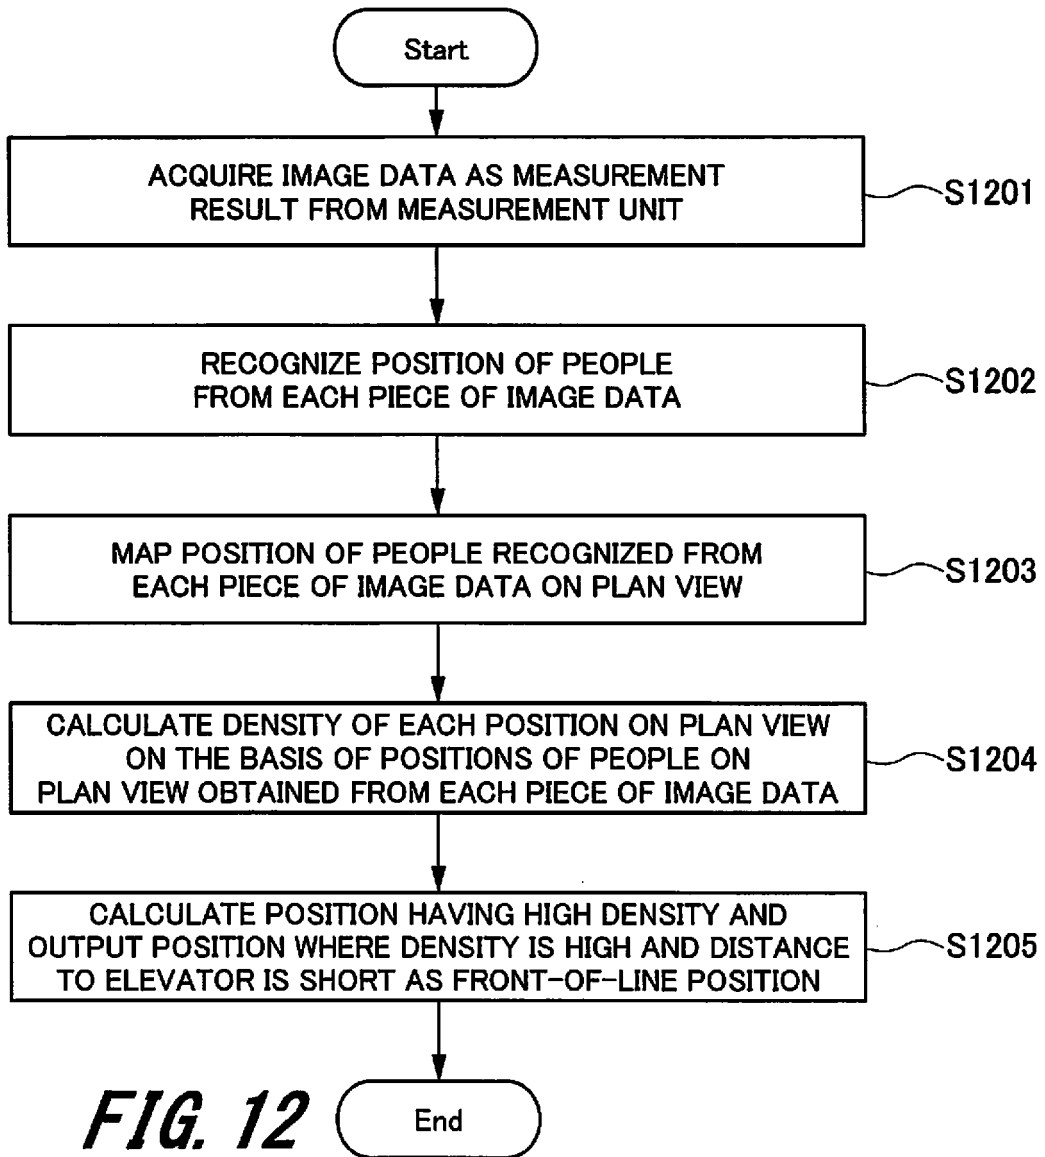 Start
ACQUIRE IMAGE DATA AS MEASUREMENT
RESULT FROM MEASUREMENT UNIT
S1201
RECOGNIZE POSITION OF PEOPLE
FROM EACH PIECE OF IMAGE DATA
S1202
MAP POSITION OF PEOPLE RECOGNIZED FROM
EACH PIECE OF IMAGE DATA ON PLAN VIEW
S1203
CALCULATE DENSITY OF EACH POSITION ON PLAN VIEW
ON THE BASIS OF POSITIONS OF PEOPLE ON
PLAN VIEW OBTAINED FROM EACH PIECE OF IMAGE DATA
S1204
CALCULATE POSITION HAVING HIGH DENSITY AND
OUTPUT POSITION WHERE DENSITY IS HIGH AND DISTANCE
TO ELEVATOR IS SHORT AS FRONT-OF-LINE POSITION
S1205
End
FIG. 12